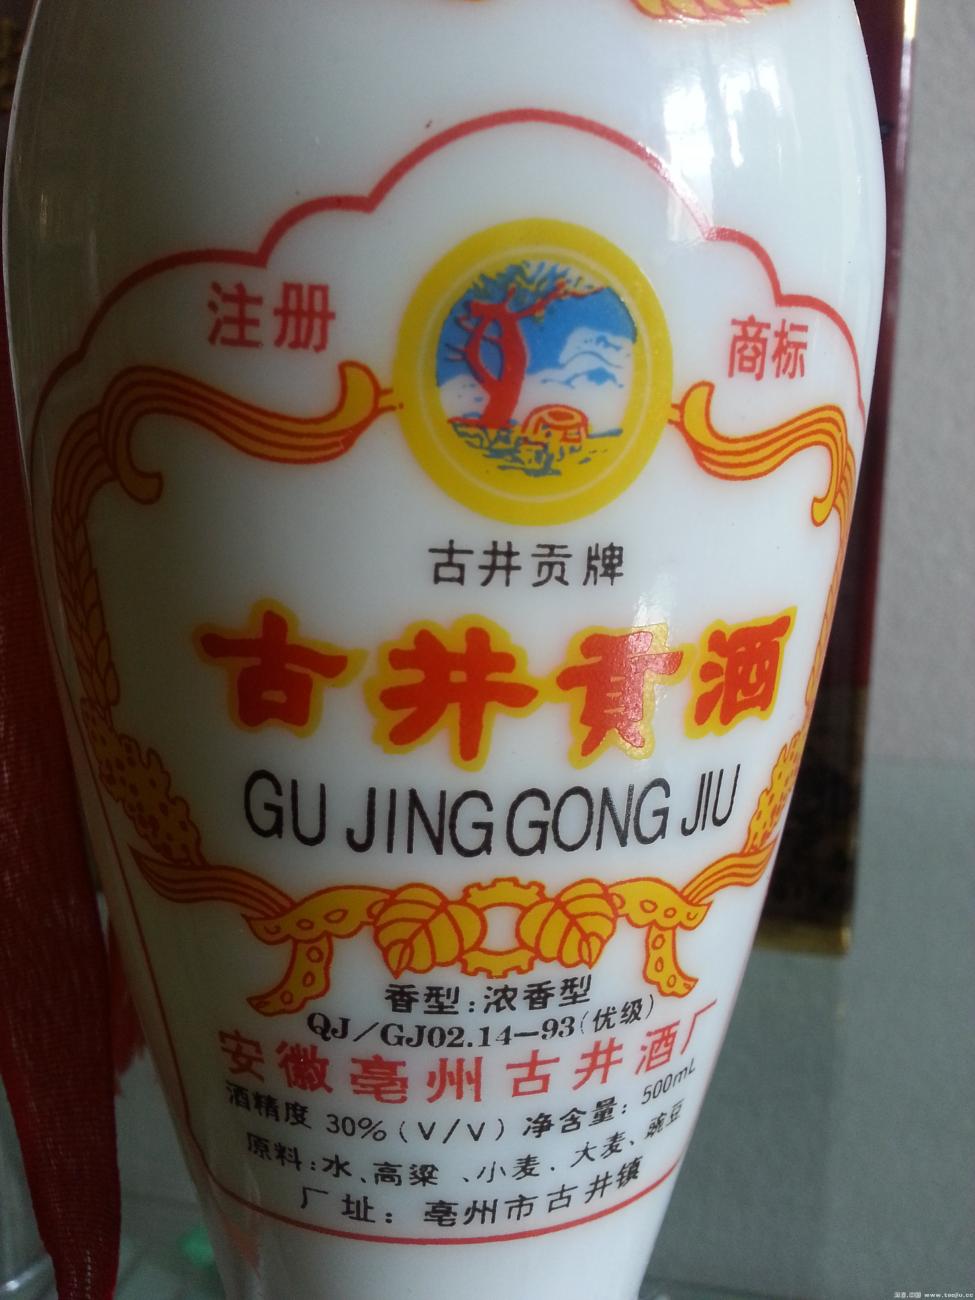 注册 商标
古井贡牌
古井贡酒
GU JING GONG JIU
香型:浓香型
QJ/GJ02.14-93(优级)
安徽亳州古井酒厂
酒精度 30%(V/V) 净含量: 500mL
原料:水、高粱、小麦、大麦、豌豆
厂址: 亳州市古井镇
www.taojiu.cc